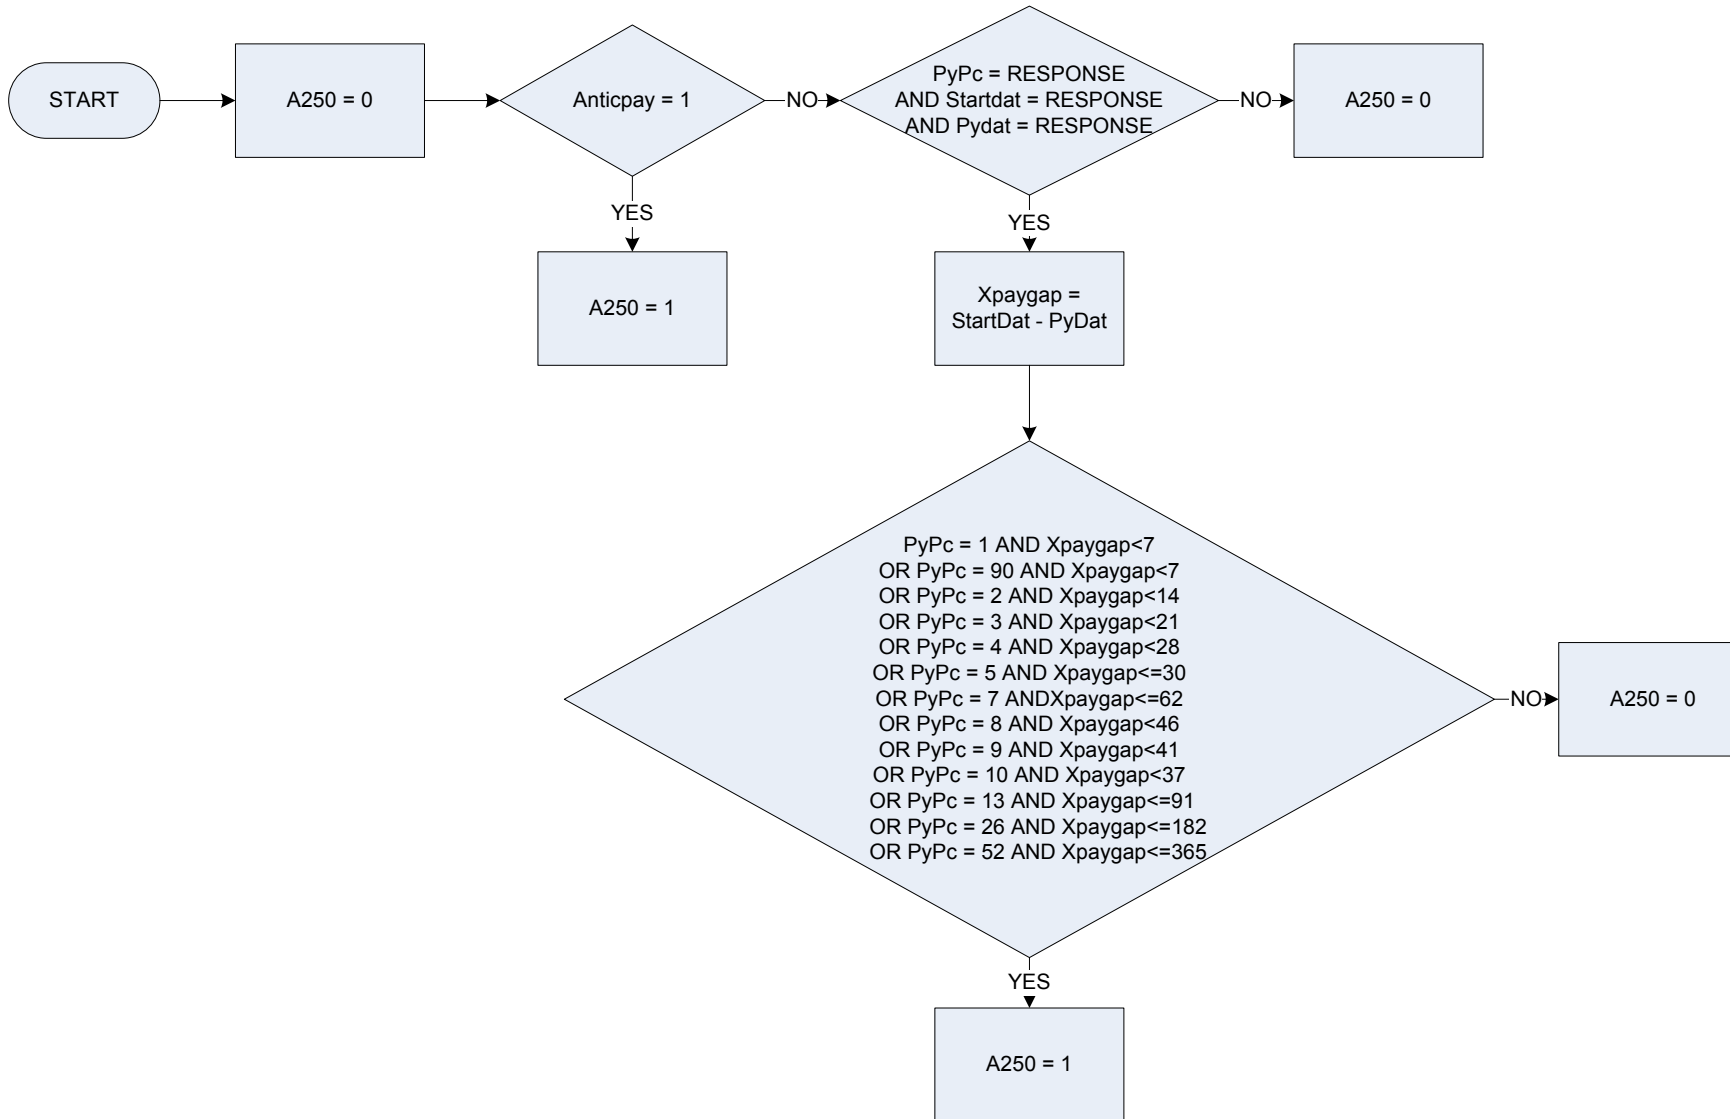 START
A250 = 0
Anticpay = 1
NO
PyPc = RESPONSE
AND Startdat = RESPONSE
AND Pydat = RESPONSE
NO
A250 = 0
YES
A250 = 1
YES
Xpaygap =
StartDat - PyDat
PyPc = 1 AND Xpaygap<7
OR PyPc = 90 AND Xpaygap<7
OR PyPc = 2 AND Xpaygap<14
OR PyPc = 3 AND Xpaygap<21
OR PyPc = 4 AND Xpaygap<28
OR PyPc = 5 AND Xpaygap<=30
OR PyPc = 7 ANDXpaygap<=62
OR PyPc = 8 AND Xpaygap<46
OR PyPc = 9 AND Xpaygap<41
OR PyPc = 10 AND Xpaygap<37
OR PyPc = 13 AND Xpaygap<=91
OR PyPc = 26 AND Xpaygap<=182
OR PyPc = 52 AND Xpaygap<=365
NO
A250 = 0
YES
A250 = 1